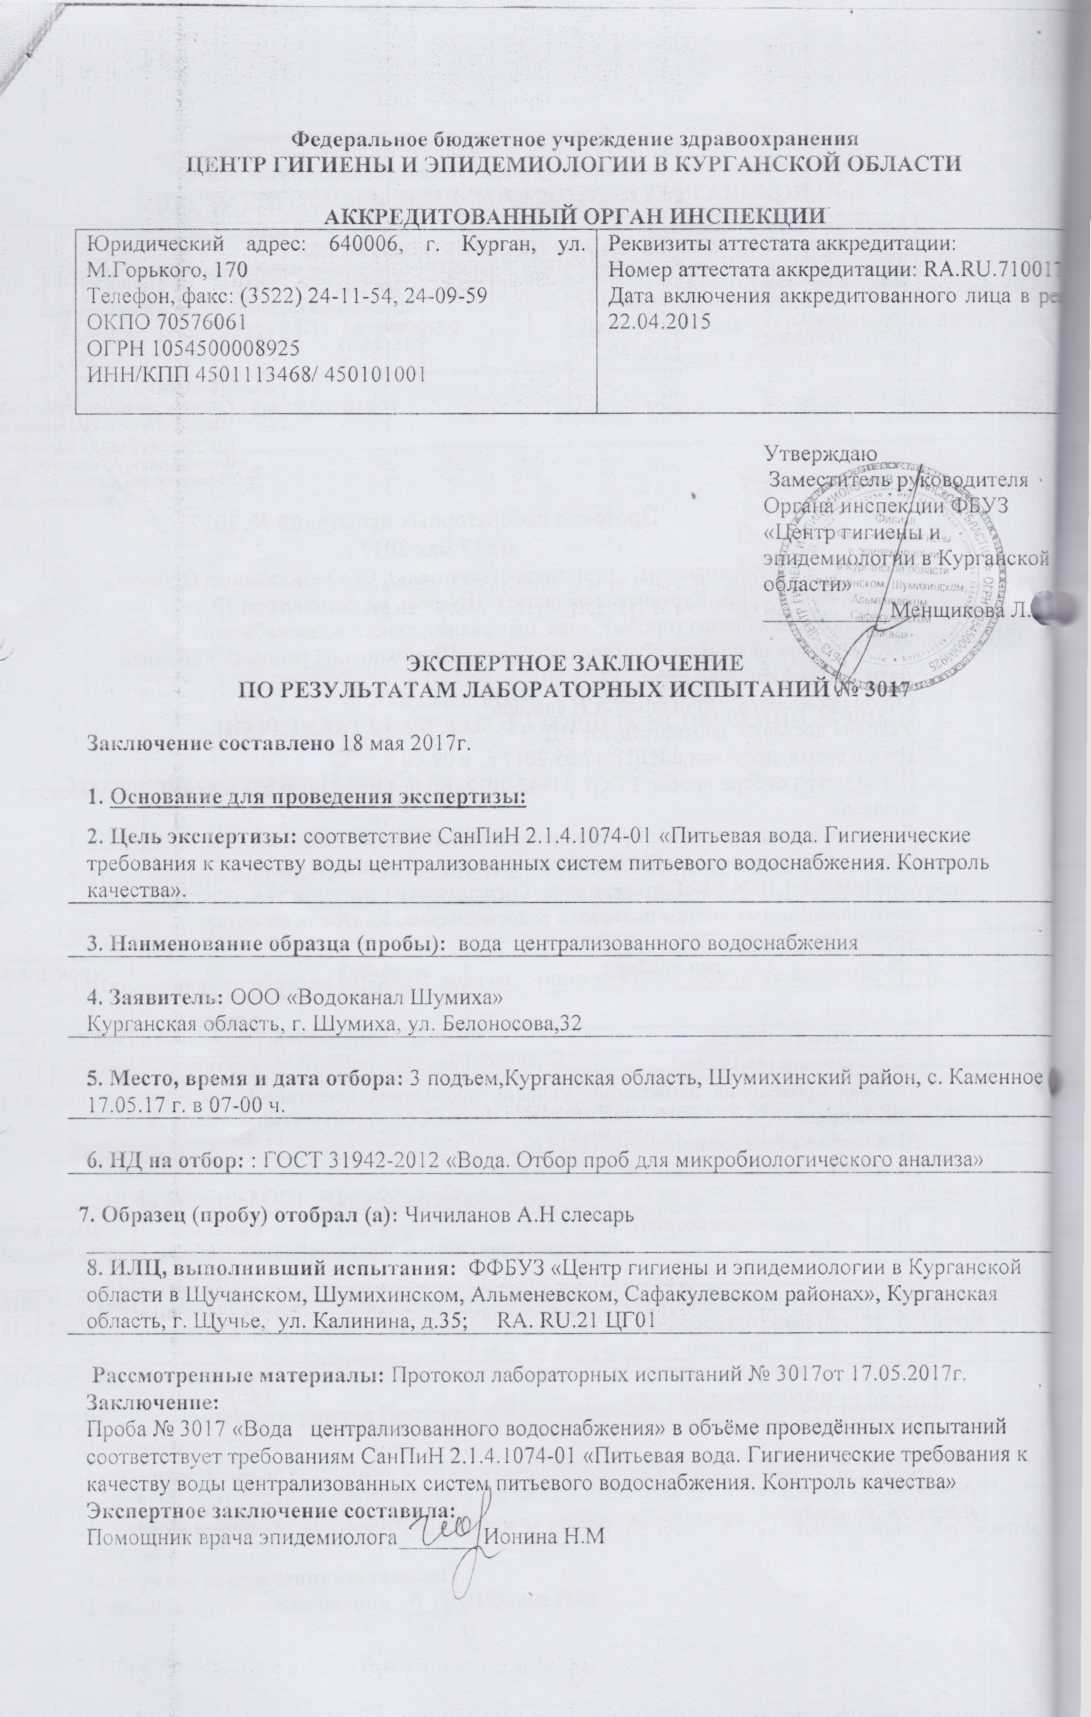 Федеральное бюджетное учреждение здравоохранения
ЦЕНТР ГИГИЕНЫ И ЭПИДЕМИОЛОГИИ В КУРГАНСКОЙ ОБЛАСТИ
АККРЕДИТОВАННЫЙ ОРГАН ИНСПЕКЦИИ
Юридический адрес: 640006, г. Курган, ул.
М.Горького, 170
Телефон, факс: (3522) 24-11-54, 24-09-59
ОКПО 70576061
ОГРН 1054500008925
ИНН/КПП 4501113468/ 450101001
Реквизиты аттестата аккредитации:
Номер аттестата аккредитации: RA.RU.710017
Дата включения аккредитованного лица в
22.04.2015
Утверждаю
Заместитель руководителя
Органа инспекции ФБУЗ
«Центр гигиены и
эпидемиологии в Курганской
области»
Менщикова Л.
ЭКСПЕРТНОЕ ЗАКЛЮЧЕНИЕ
ПО РЕЗУЛЬТАТАМ ЛАБОРАТОРНЫХ ИСПЫТАНИЙ № 3017
Заключение составлено 18 мая 2017г.
1. Основание для проведения экспертизы:
2. Цель экспертизы: соответствие СанПиН 2.1.4.1074-01 «Питьевая вода. Гигиенические
требования к качеству воды централизованных систем питьевого водоснабжения. Контроль
качества».
3. Наименование образца (пробы): вода централизованного водоснабжения
4. Заявитель: ООО «Водоканал Шумиха»
Курганская область, г. Шумиха, ул. Белоносова,32
5. Место, время и дата отбора: 3 подъем,Курганская область, Шумихинский район, с. Каменное
17.05.17 г. в 07-00 ч.
6. НД на отбор: : ГОСТ 31942-2012 «Вода. Отбор проб для микробиологического анализа»
7. Образец (пробу) отобрал (а): Чичиланов А.Н слесарь
8. ИЛЦ, выполнивший испытания: ФФБУЗ «Центр гигиены и эпидемиологии в Курганской
области в Щучанском, Шумихинском, Альменевском, Сафакулевском районах», Курганская
область, г. Щучье, ул. Калинина, д.35; RA. RU.21 ЦГ01
Рассмотренные материалы: Протокол лабораторных испытаний № 3017от 17.05.2017г.
Заключение:
Проба № 3017 «Вода централизованного водоснабжения» в объёме проведённых испытаний
соответствует требованиям СанПиН 2.1.4.1074-01 «Питьевая вода. Гигиенические требования к
качеству воды централизованных систем питьевого водоснабжения. Контроль качества»
Экспертное заключение составила:
Помощник врача эпидемиолога Ионина Н.М